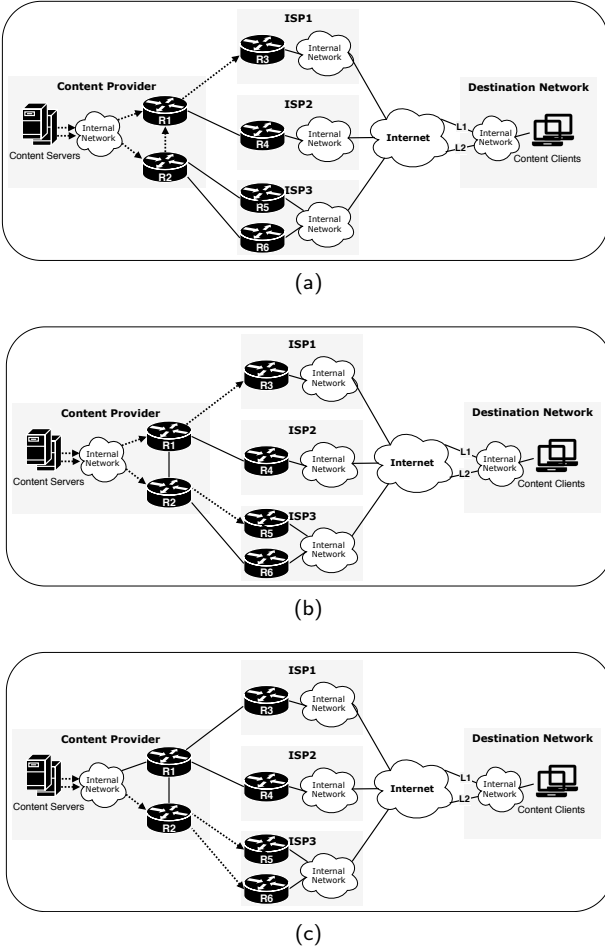 ISP1
Internal
Network
R3
Content Provider
ISP2
Destination Network
R1
Internal
Network
Internal
Network
R4
Internet
L1
Internal
Network
L2
Content Servers
Content Clients
R2
ISP3
R5
Internal
Network
R6
(a)
ISP1
Internal
Network
R3
Content Provider
ISP2
Destination Network
R1
Internal
Network
Internal
Network
R4
Internet
L1
Internal
Network
L2
Content Servers
Content Clients
R2
ISP3
R5
Internal
Network
R6
(b)
ISP1
Internal
Network
R3
Content Provider
ISP2
Destination Network
R1
Internal
Network
Internal
Network
R4
Internet
L1
Internal
Network
L2
Content Servers
Content Clients
R2
ISP3
R5
Internal
Network
R6
(c)